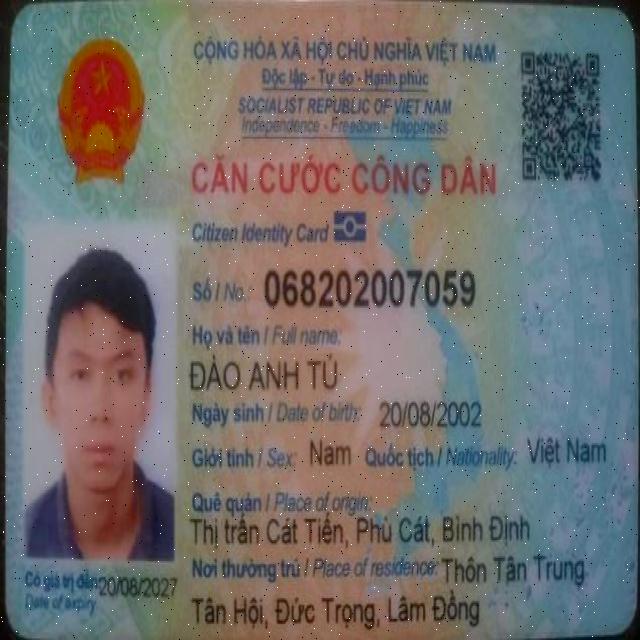 CỘNG HÒA XÃ HỘI CHỦ NGHĨA VIỆT NAM
Độc lập - Tự do - Hạnh phúc
SOCIALIST REPUBLIC OF VIET NAM
Independence - Freedom - Happiness
CĂN CƯỚC CÔNG DÂN
Citizen Identity Card
Số / No.: 068202007059
Họ và tên / Full name:
ĐÀO ANH TÚ
Ngày sinh / Date of birth: 20/08/2002
Giới tính / Sex: Nam Quốc tịch / Nationality: Việt Nam
Quê quán / Place of origin:
Thị trấn Cát Tiến, Phù Cát, Bình Định
Nơi thường trú / Place of residence: Thôn Tân Trung
Tân Hội, Đức Trọng, Lâm Đồng
Có giá trị đến: 20/08/2027
Date of expiry